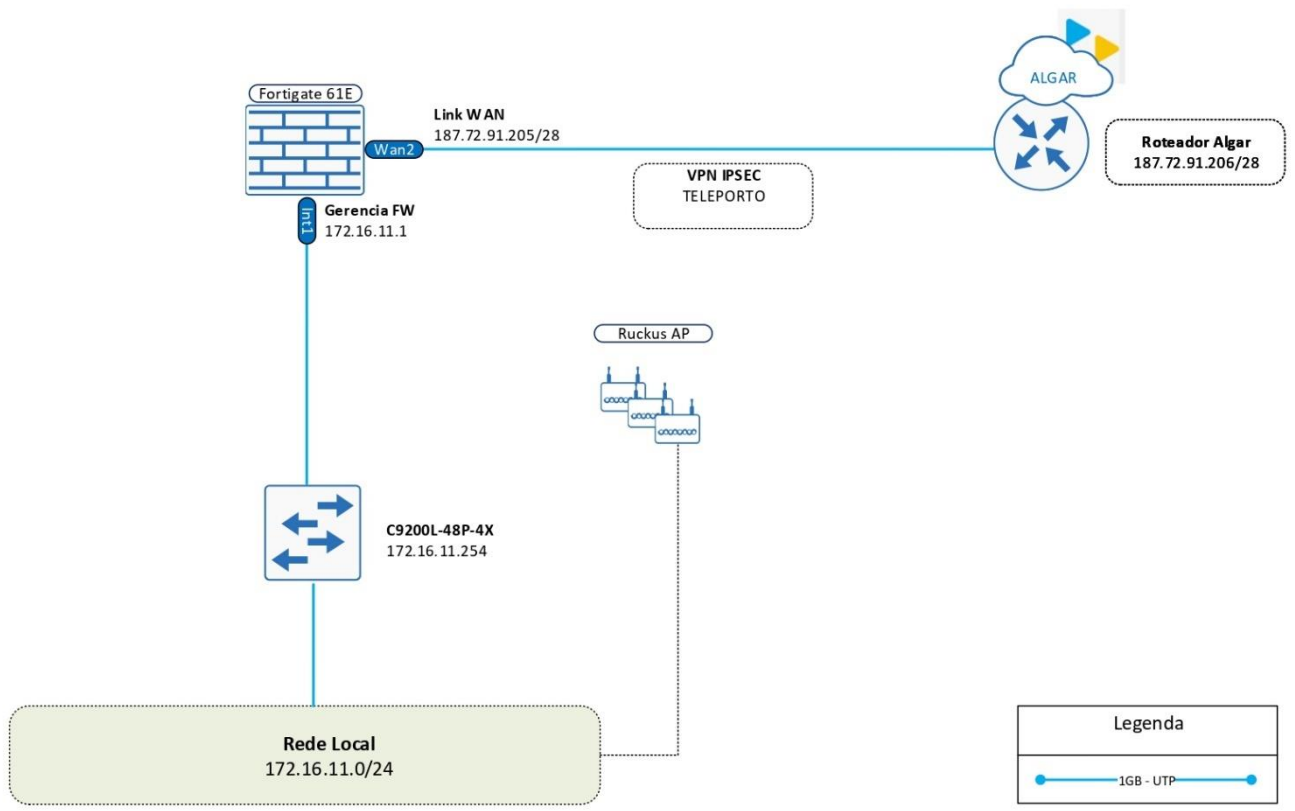 ALGAR
Fortigate 61E
Link WAN
187.72.91.205/28
Wan2
Roteador Algar
187.72.91.206/28
VPN IPSEC
TELEPORTO
Int1
Gerencia FW
172.16.11.1
Ruckus AP
C9200L-48P-4X
172.16.11.254
Rede Local
172.16.11.0/24
Legenda
1GB - UTP